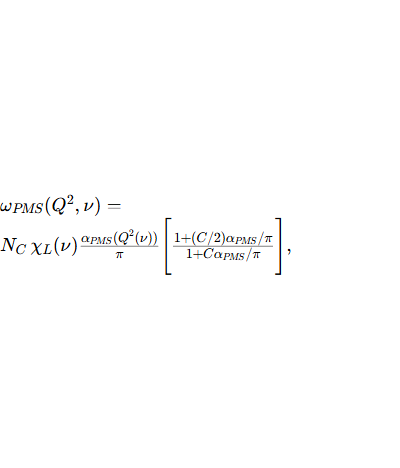 ω_{PMS}(Q^2, ν) =
N_C χ_L(ν) \frac{α_{PMS}(Q^2(ν))}{π} \left[ \frac{1+(C/2)α_{PMS}/π}{1+Cα_{PMS}/π} \right],